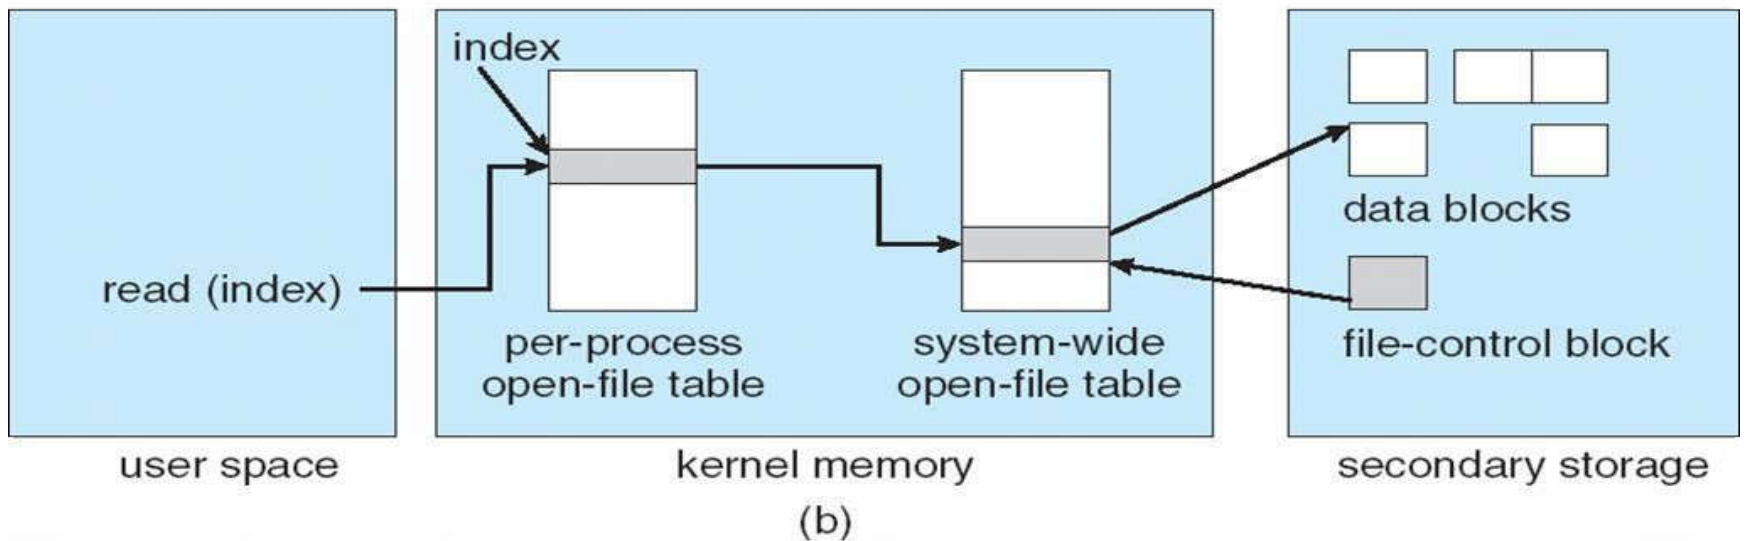 index
read (index)
per-process
open-file table
system-wide
open-file table
data blocks
file-control block
user space
kernel memory
secondary storage
(b)